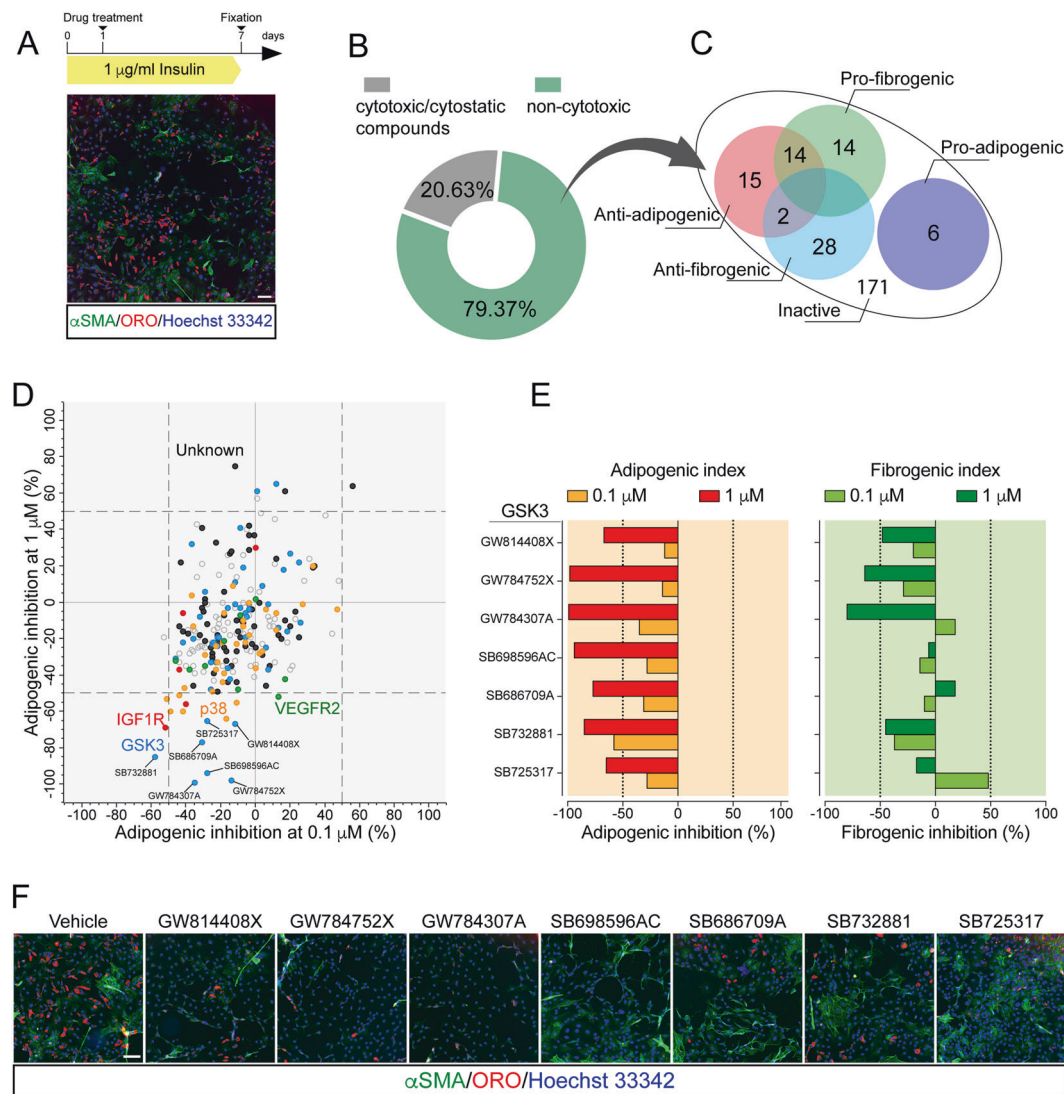 A
Drug treatment
Fixation
0
1
7
days
1 μg/ml Insulin
αSMA/ORO/Hoechst 33342
B
cytotoxic/cytostatic
compounds
non-cytotoxic
20.63%
79.37%
C
Pro-fibrogenic
14
14
Pro-adipogenic
15
Anti-adipogenic
2
6
Anti-fibrogenic
28
171
Inactive
D
Adipogenic inhibition at 1 μM (%)
100
80
60
40
20
0
-20
-40
-60
-80
-100
Unknown
p38
VEGFR2
IGF1R
SB725317
GW814408X
GSK3
SB686709A
SB732881
SB698596AC
GW784307A
GW784752X
-100 -80 -60 -40 -20 0 20 40 60 80 100
Adipogenic inhibition at 0.1 μM (%)
E
Adipogenic index
0.1 μM
1 μM
Fibrogenic index
0.1 μM
1 μM
GSK3
GW814408X
GW784752X
GW784307A
SB698596AC
SB686709A
SB732881
SB725317
-100 -50 0 50 100
Adipogenic inhibition (%)
-100 -50 0 50 100
Fibrogenic inhibition (%)
F
Vehicle
GW814408X
GW784752X
GW784307A
SB698596AC
SB686709A
SB732881
SB725317
αSMA/ORO/Hoechst 33342